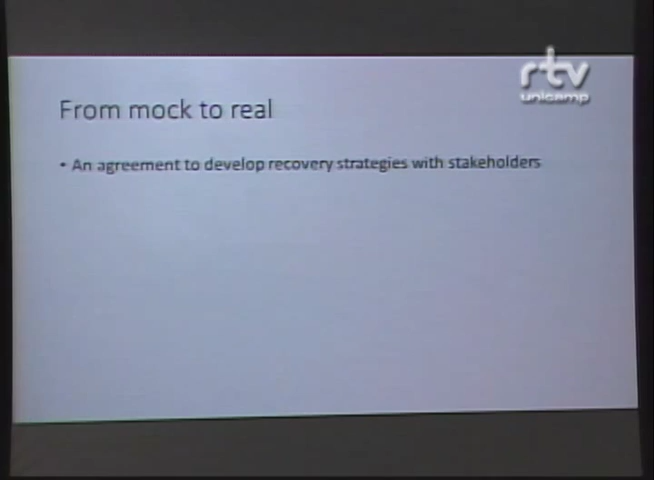 rtv
unicamp
From mock to real
• An agreement to develop recovery strategies with stakeholders